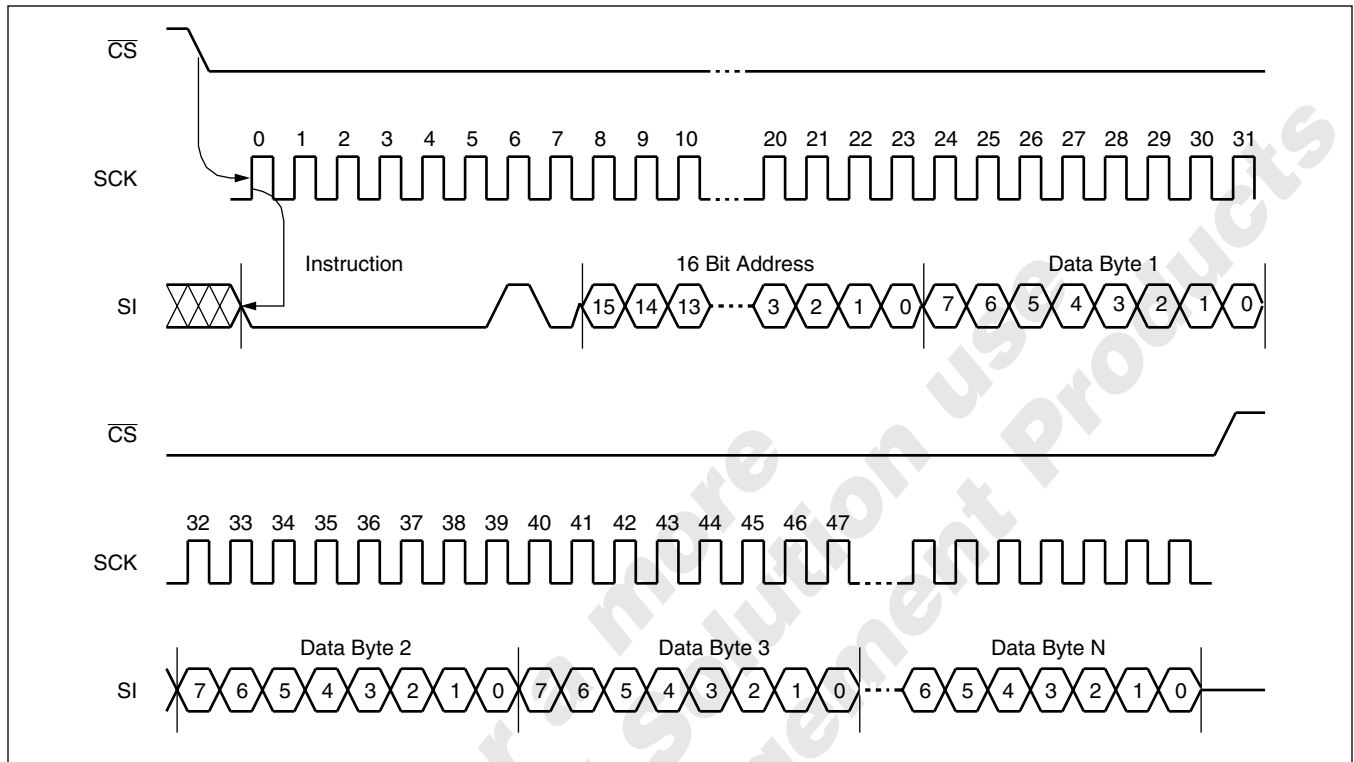 CS
0 1 2 3 4 5 6 7 8 9 10 20 21 22 23 24 25 26 27 28 29 30 31
SCK
Instruction 16 Bit Address Data Byte 1
SI 15 14 13 3 2 1 0 7 6 5 4 3 2 1 0
CS
32 33 34 35 36 37 38 39 40 41 42 43 44 45 46 47
SCK
Data Byte 2 Data Byte 3 Data Byte N
SI 7 6 5 4 3 2 1 0 7 6 5 4 3 2 1 0 6 5 4 3 2 1 0
r a more
solution use
gement Products